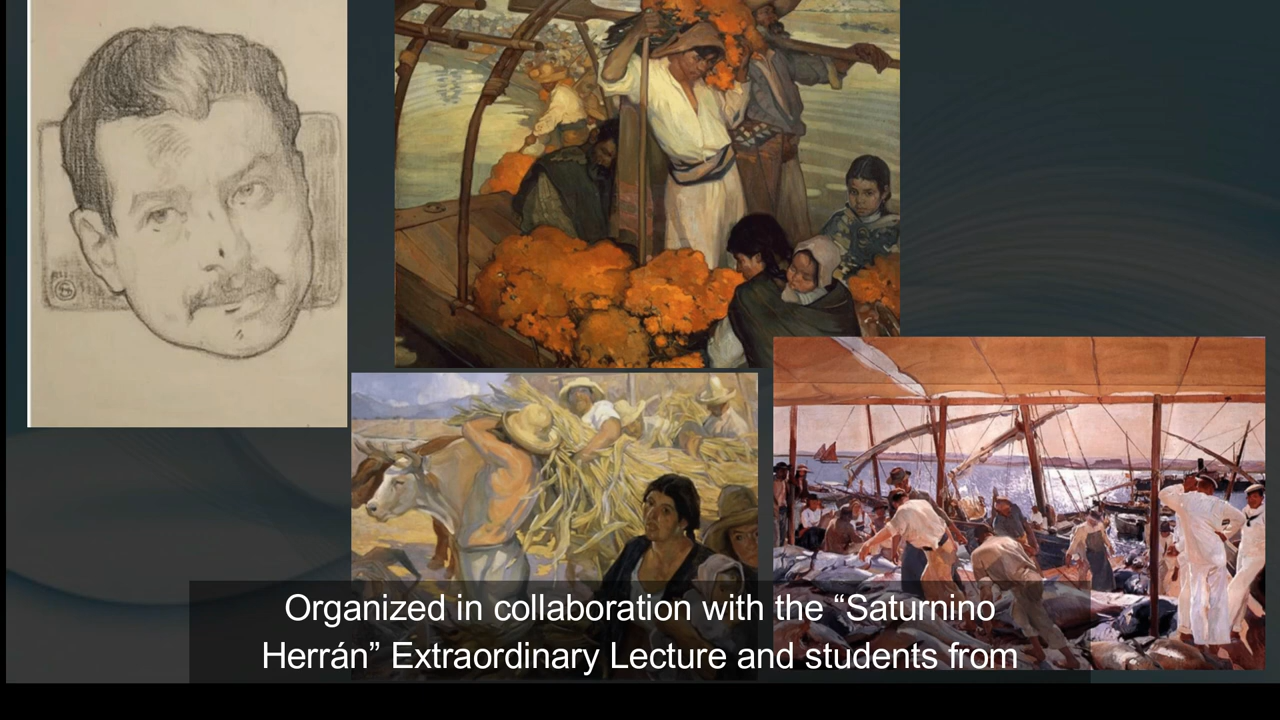 Organized in collaboration with the “Saturnino
Herrán” Extraordinary Lecture and students from